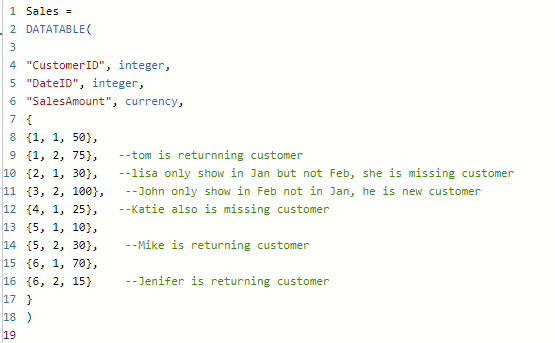 1 Sales =
2 DATATABLE(
3
4 "CustomerID", integer,
5 "DateID", integer,
6 "SalesAmount", currency,
7 {
8 {1, 1, 50},
9 {1, 2, 75},   --tom is returnning customer
10 {2, 1, 30},   --lisa only show in Jan but not Feb, she is missing customer
11 {3, 2, 100},   --John only show in Feb not in Jan, he is new customer
12 {4, 1, 25},   --Katie also is missing customer
13 {5, 1, 10},
14 {5, 2, 30},    --Mike is returning customer
15 {6, 1, 70},
16 {6, 2, 15}     --Jenifer is returning customer
17 }
18 )
19